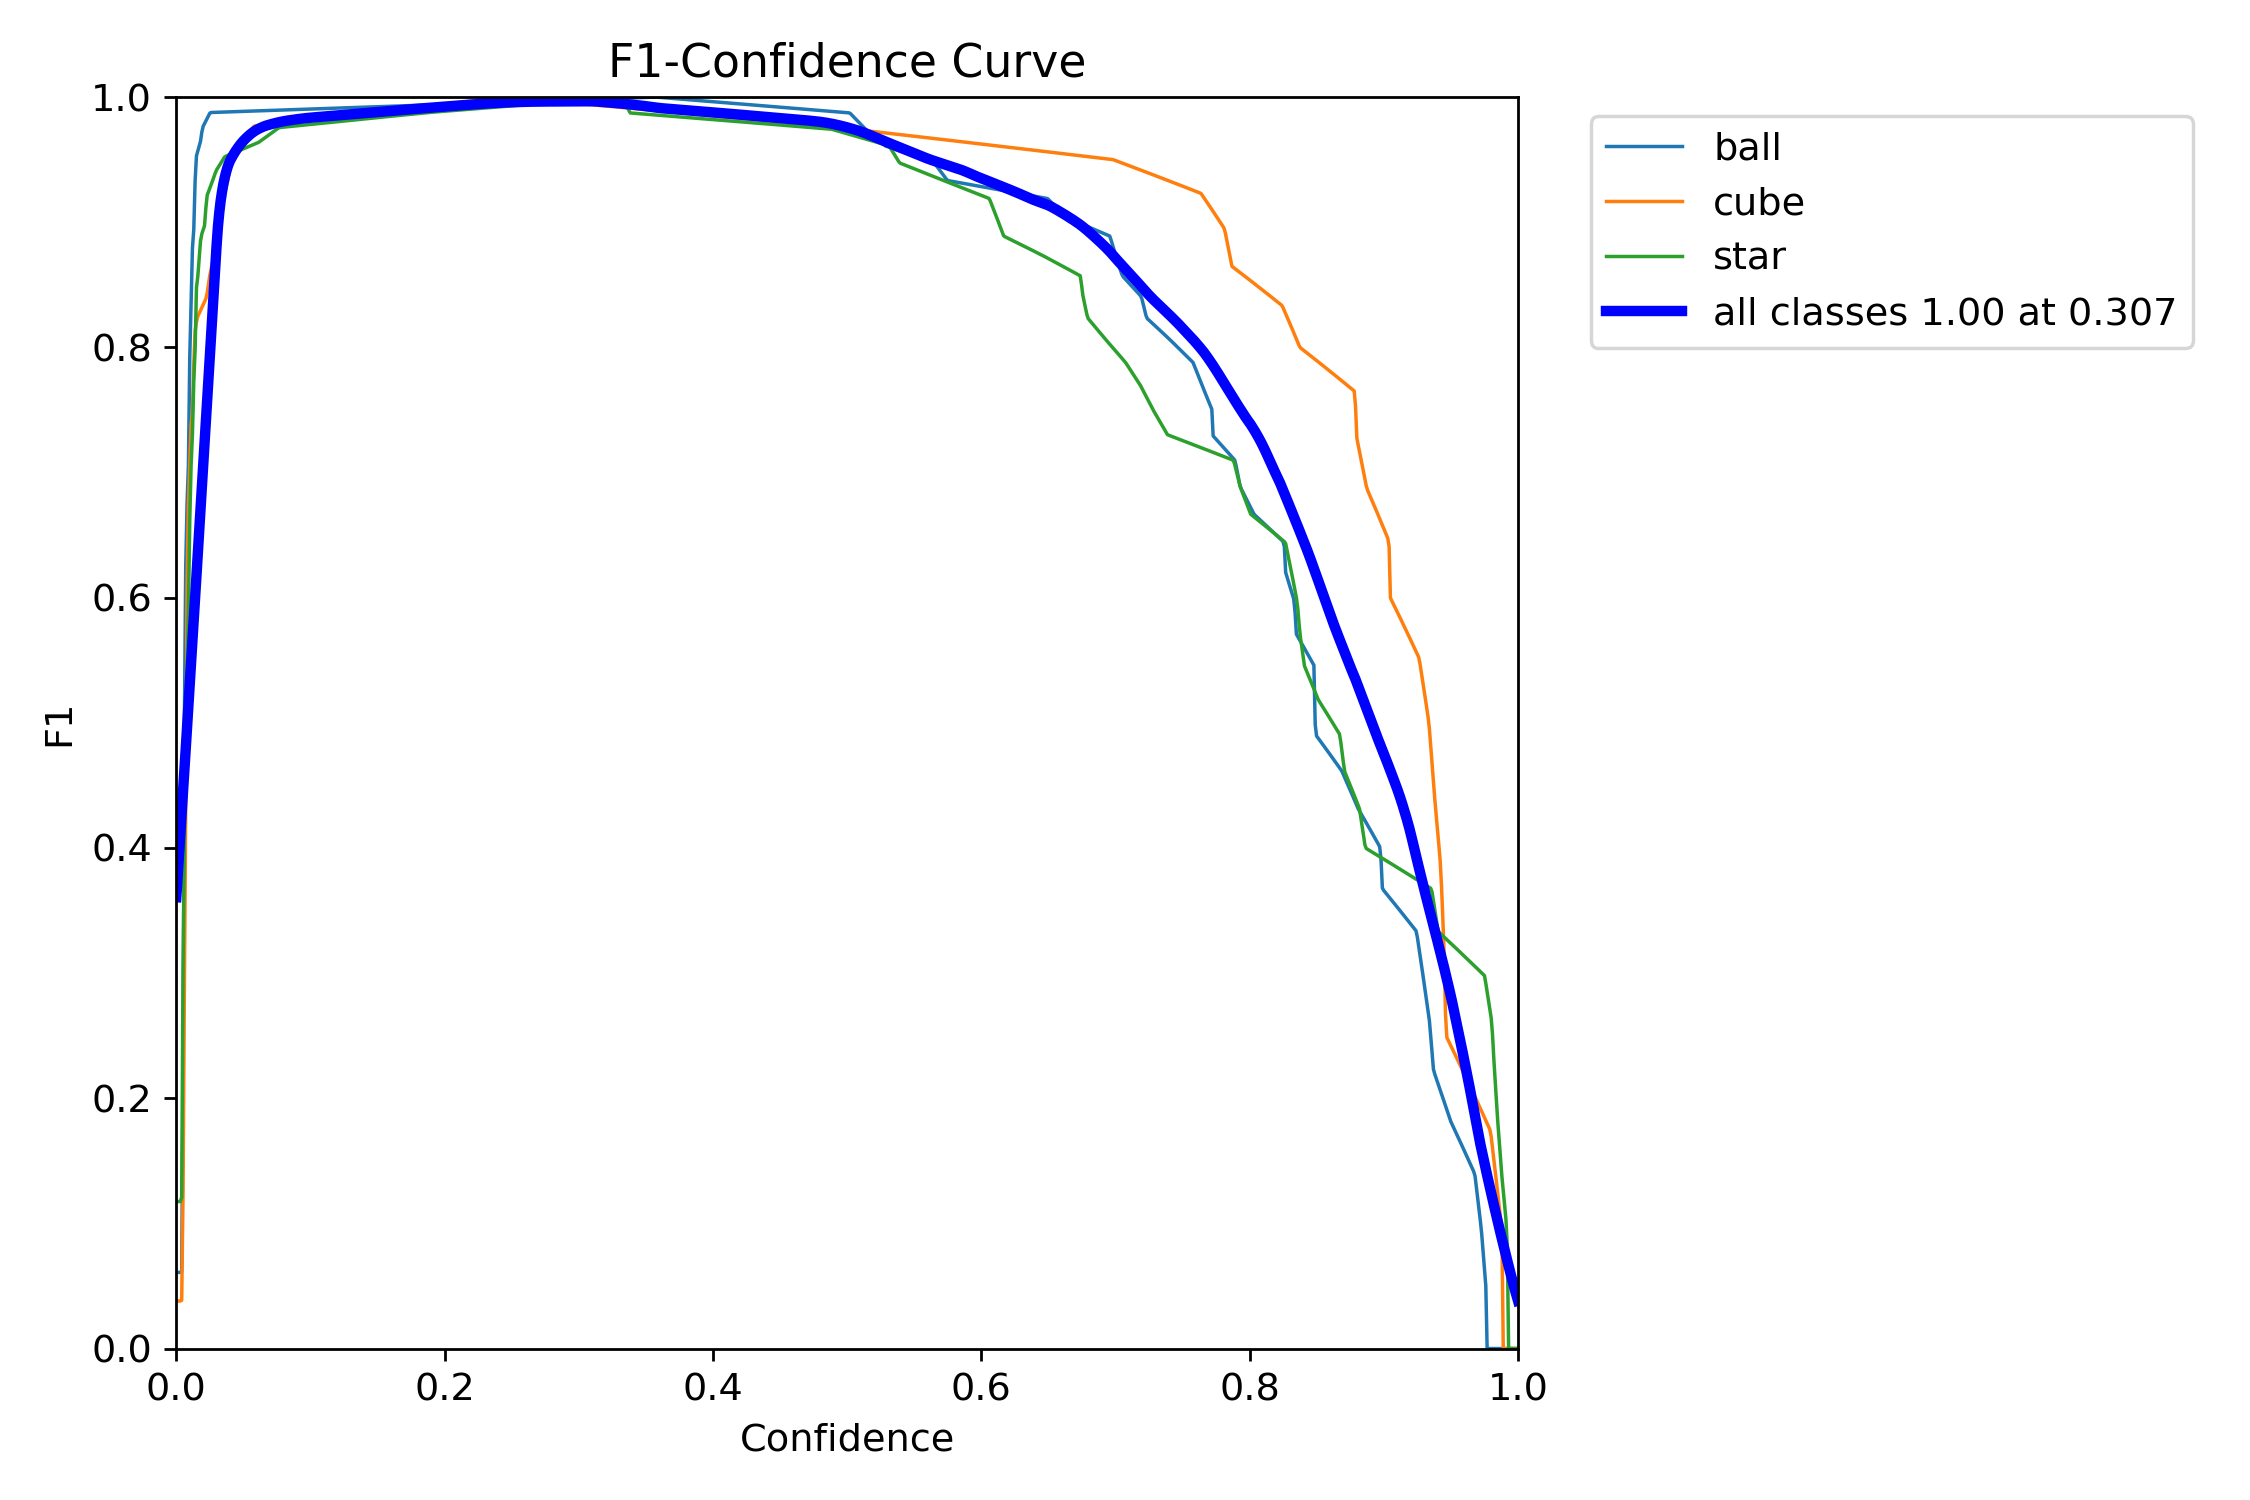 F1-Confidence Curve
1.0
0.8
0.6
0.4
0.2
0.0
F1
0.0 0.2 0.4 0.6 0.8 1.0
Confidence
ball
cube
star
all classes 1.00 at 0.307